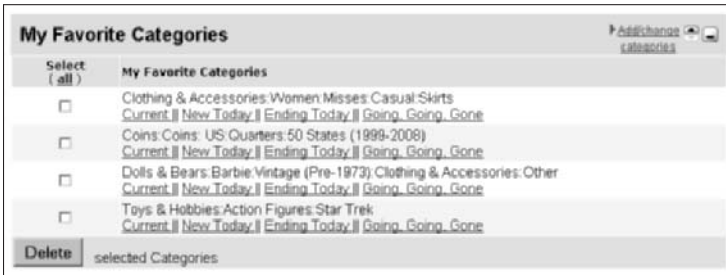 My Favorite Categories
Add/change
categories
Select
( all )
My Favorite Categories
Clothing & Accessories:Women:Misses:Casual:Skirts
Current || New Today || Ending Today || Going, Going, Gone
Coins:Coins: US:Quarters:50 States (1999-2008)
Current || New Today || Ending Today || Going, Going, Gone
Dolls & Bears:Barbie:Vintage (Pre-1973):Clothing & Accessories:Other
Current || New Today || Ending Today || Going, Going, Gone
Toys & Hobbies:Action Figures:Star Trek
Current || New Today || Ending Today || Going, Going, Gone
Delete selected Categories